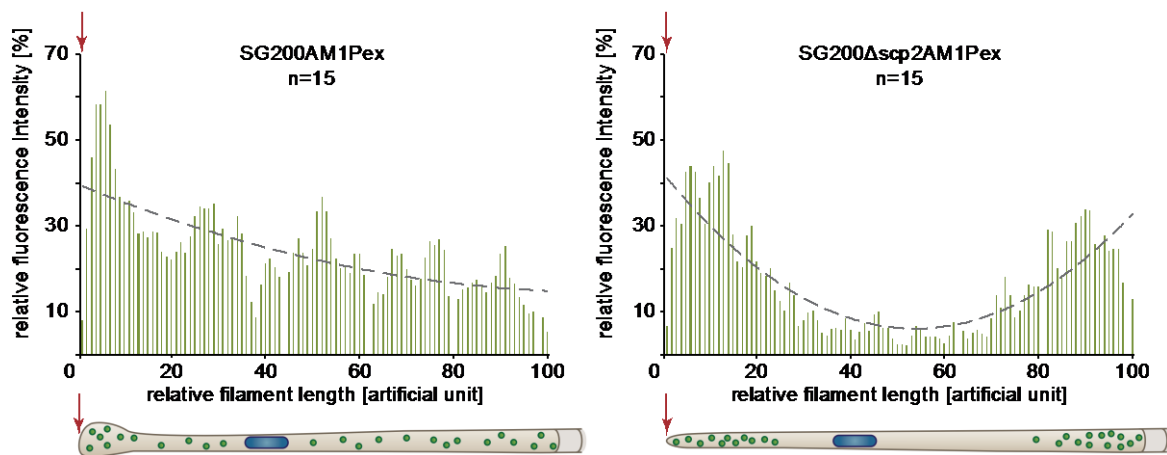 SG200AM1Pex
n=15
relative fluorescence Intensity [%]
70
50
30
10
0 20 40 60 80 100
relative filament length [artificial unit]
SG200Δscp2AM1Pex
n=15
relative fluorescence Intensity [%]
70
50
30
10
0 20 40 60 80 100
relative filament length [artificial unit]